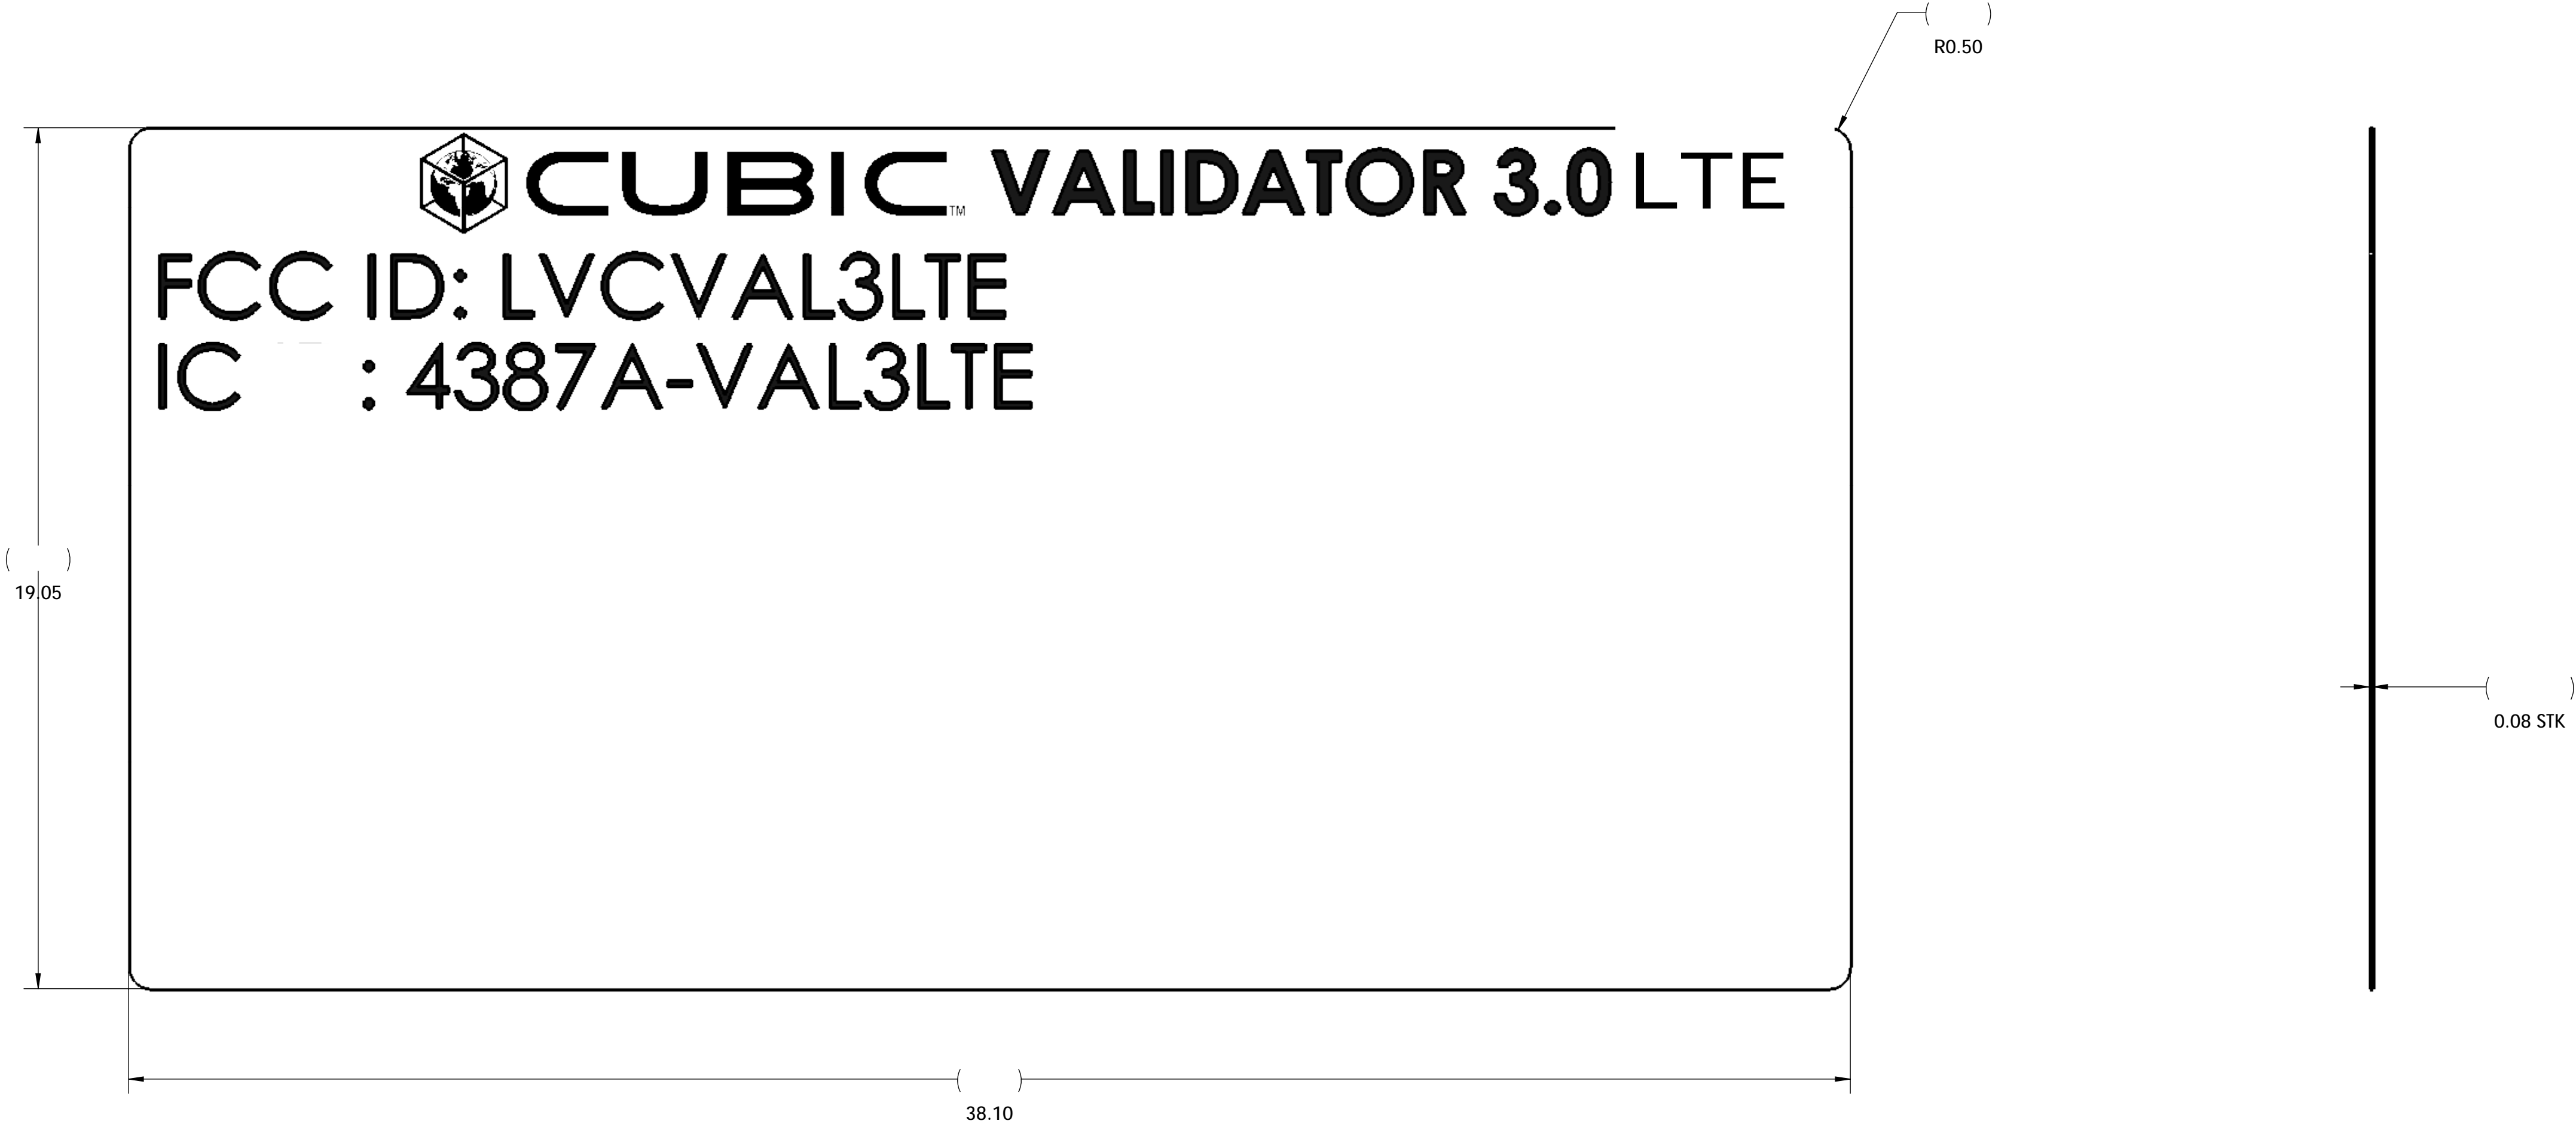 ( )
R0.50
CUBIC™ VALIDATOR 3.0 LTE
FCC ID: LVCVAL3LTE
IC : 4387A-VAL3LTE
( )
19.05
( )
0.08 STK
( )
38.10